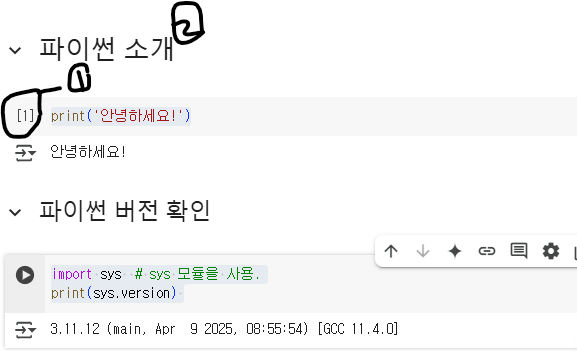 파이썬 소개 2
1
[1] print('안녕하세요!')
안녕하세요!
파이썬 버전 확인
import sys # sys 모듈을 사용.
print(sys.version)
3.11.12 (main, Apr  9 2025, 08:55:54) [GCC 11.4.0]